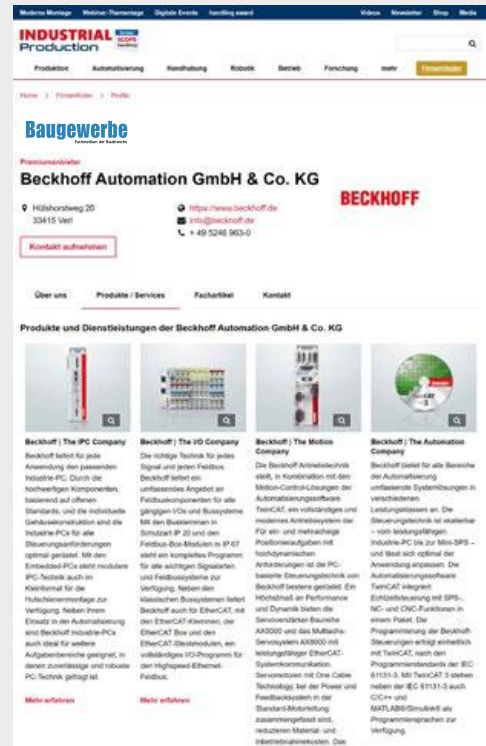 Moderne Montage Webinar-Thementage Digitale Events handling award Videos Newsletter Shop Media
INDUSTRIAL
Production
SCOPE
handling
Produktion Automatisierung Handhabung Robotik Betrieb Forschung mehr Firmenfinder
Home > Firmenfinder > Profile
Baugewerbe
Fachmedium der Baubranche
Premiumanbieter
Beckhoff Automation GmbH & Co. KG
BECKHOFF
Hülshorstweg 20
33415 Verl
https://www.beckhoff.de
info@beckhoff.de
+ 49 5246 963-0
Kontakt aufnehmen
Über uns Produkte / Services Fachartikel Kontakt
Produkte und Dienstleistungen der Beckhoff Automation GmbH & Co. KG
Beckhoff | The IPC Company
Beckhoff liefert für jede
Anwendung den passenden
Industrie-PC. Durch die
hochwertigen Komponenten,
basierend auf offenen
Standards, und die individuelle
Gehäusekonstruktion sind die
Industrie-PCs für alle
Steuerungsanforderungen
optimal gerüstet. Mit den
Embedded-PCs steht modulare
IPC-Technik auch im
Kleinformat für die
Hutschienenmontage zur
Verfügung. Neben ihrem
Einsatz in der Automatisierung
sind Beckhoff Industrie-PCs
auch ideal für weitere
Aufgabenbereiche geeignet, in
denen zuverlässige und robuste
PC-Technik gefragt ist.
Mehr erfahren
Beckhoff | The I/O Company
Die richtige Technik für jedes
Signal und jeden Feldbus.
Beckhoff liefert ein
umfassendes Angebot an
Feldbuskomponenten für alle
gängigen I/Os und Bussysteme.
Mit den Busklemmen in
Schutzart IP 20 und den
Feldbus-Box-Modulen in IP 67
steht ein komplettes Programm
für alle wichtigen Signalarten
und Feldbussysteme zur
Verfügung. Neben den
klassischen Bussystemen liefert
Beckhoff auch für EtherCAT, mit
den EtherCAT-Klemmen, der
EtherCAT Box und den
EtherCAT-Steckmodulen, ein
vollständiges I/O-Programm für
den Highspeed-Ethernet-
Feldbus.
Mehr erfahren
Beckhoff | The Motion
Company
Die Beckhoff Antriebstechnik
stellt, in Kombination mit den
Motion-Control-Lösungen der
Automatisierungssoftware
TwinCAT, ein vollständiges und
modernes Antriebssystem dar.
Für ein- und mehrachsige
Positionieraufgaben mit
hochdynamischen
Anforderungen ist die PC-
basierte Steuerungstechnik von
Beckhoff bestens gerüstet. Ein
Höchstmaß an Performance
und Dynamik bieten die
Servoverstärker-Baureihe
AX5000 und das Multiachs-
Servosystem AX8000 mit
leistungsfähiger EtherCAT-
Systemkommunikation.
Servomotoren mit One Cable
Technology, bei der Power und
Feedbacksystem in der
Standard-Motorleitung
zusammengefasst sind,
reduzieren Material- und
Inbetriebnahmekosten. Das
Beckhoff | The Automation
Company
Beckhoff bietet für alle Bereiche
der Automatisierung
umfassende Systemlösungen in
verschiedenen
Leistungsklassen an. Die
Steuerungstechnik ist skalierbar
– vom leistungsfähigen
Industrie-PC bis zur Mini-SPS –
und lässt sich optimal der
Anwendung anpassen. Die
Automatisierungssoftware
TwinCAT integriert
Echtzeitsteuerung mit SPS-,
NC- und CNC-Funktionen in
einem Paket. Die
Programmierung der Beckhoff-
Steuerungen erfolgt einheitlich
mit TwinCAT, nach den
Programmierstandards der IEC
61131-3. Mit TwinCAT 3 stehen
neben der IEC 61131-3 auch
C/C++ und
MATLAB®/Simulink® als
Programmiersprachen zur
Verfügung.